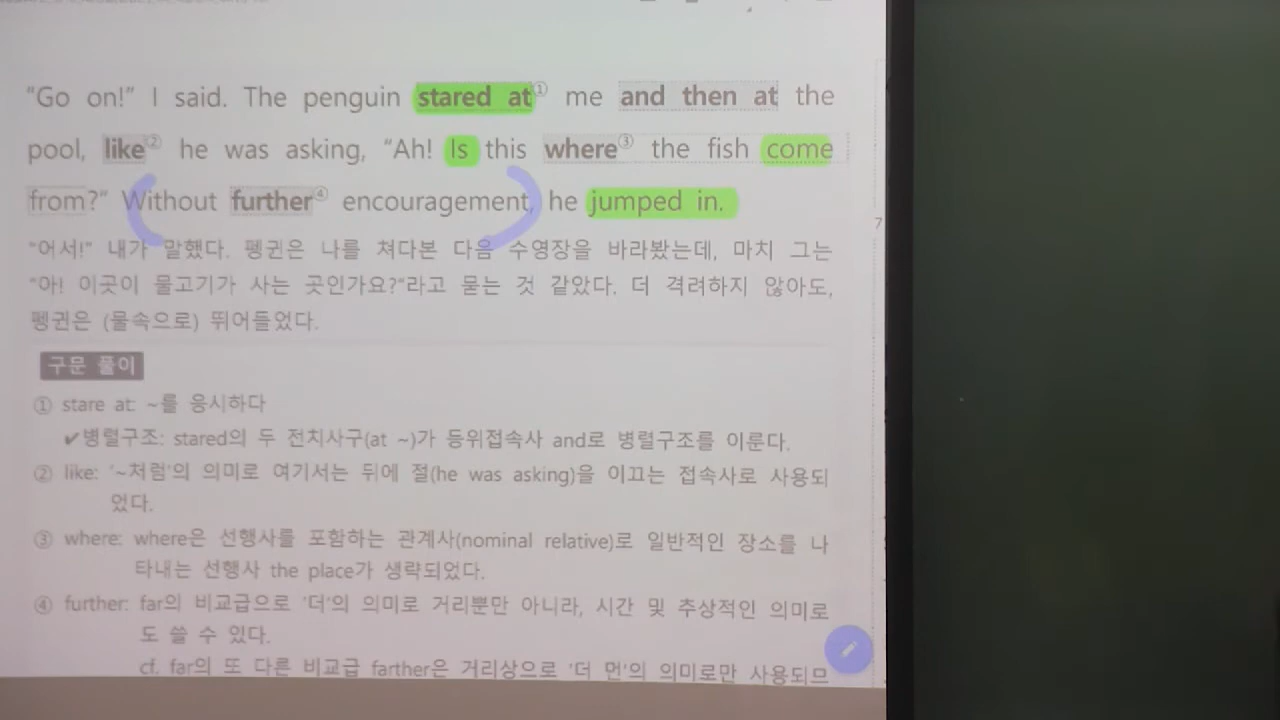 "Go on!" I said. The penguin stared at① me and then at the
pool, like② he was asking, "Ah! Is this where③ the fish come
from?" Without further④ encouragement, he jumped in.
"어서!" 내가 말했다. 펭귄은 나를 쳐다본 다음 수영장을 바라봤는데, 마치 그는
"아! 이곳이 물고기가 사는 곳인가요?"라고 묻는 것 같았다. 더 격려하지 않아도,
펭귄은 (물속으로) 뛰어들었다.
7
구문 풀이
① stare at: ~를 응시하다
✔병렬구조: stared의 두 전치사구(at ~)가 등위접속사 and로 병렬구조를 이룬다.
② like: '~처럼'의 의미로 여기서는 뒤에 절(he was asking)을 이끄는 접속사로 사용되
었다.
③ where: where은 선행사를 포함하는 관계사(nominal relative)로 일반적인 장소를 나
타내는 선행사 the place가 생략되었다.
④ further: far의 비교급으로 '더'의 의미로 거리뿐만 아니라, 시간 및 추상적인 의미로
도 쓸 수 있다.
cf. far의 또 다른 비교급 farther은 거리상으로 '더 먼'의 의미로만 사용되므